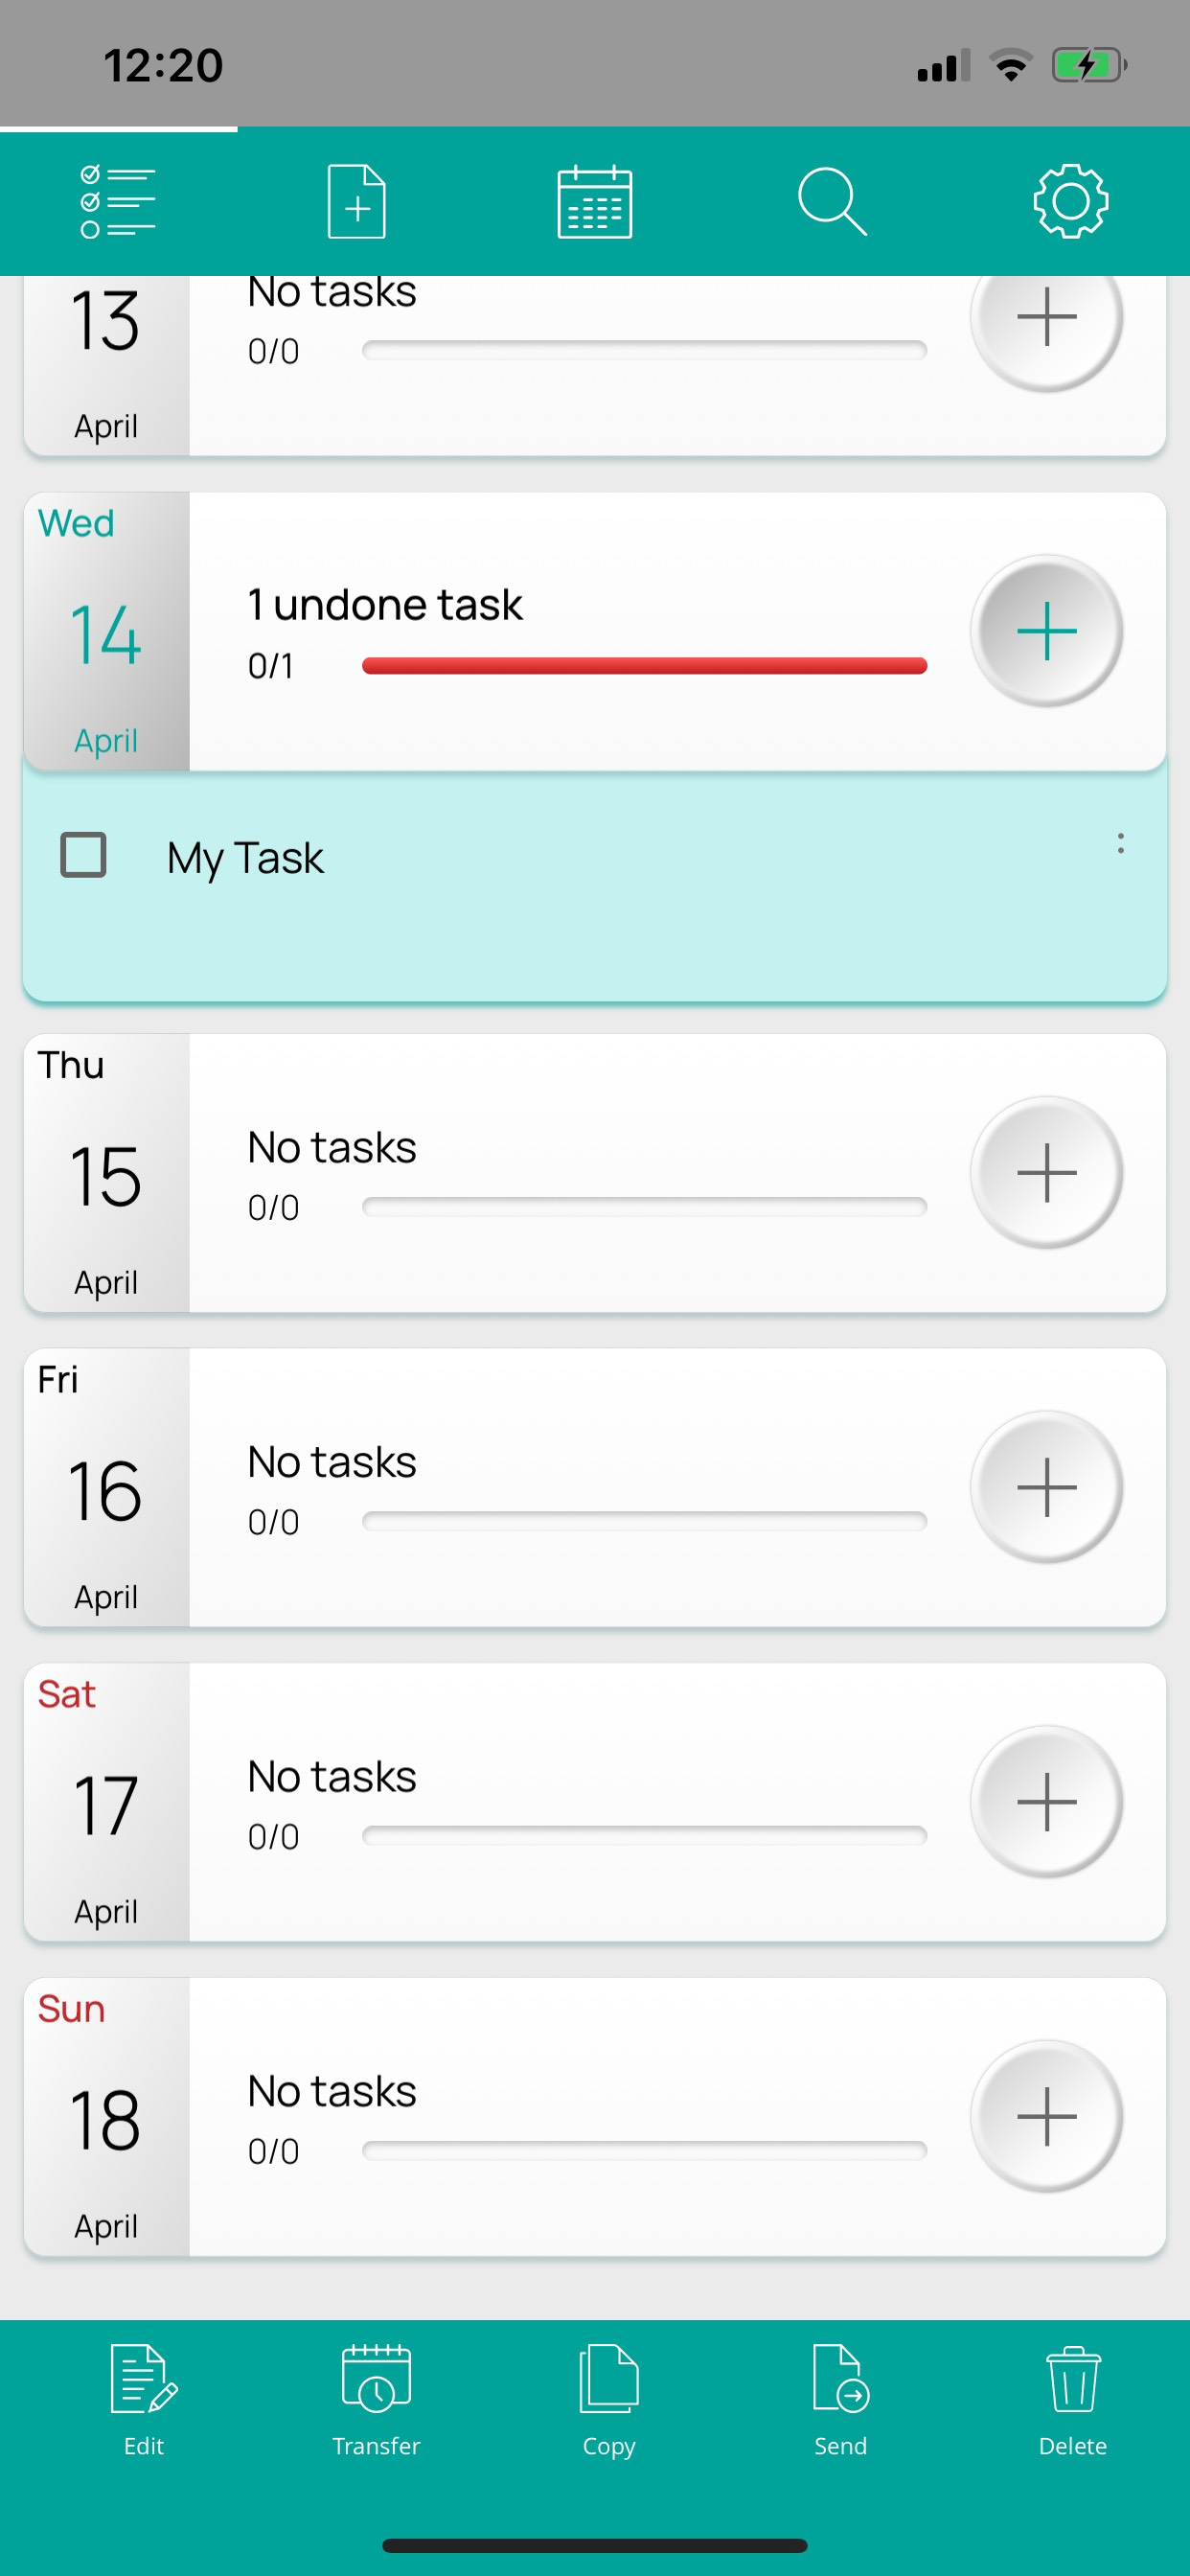 12:20
No tasks
13
0/0
April
Wed
1 undone task
14
0/1
April
My Task
Thu
No tasks
15
0/0
April
Fri
No tasks
16
0/0
April
Sat
No tasks
17
0/0
April
Sun
No tasks
18
0/0
April
Edit Transfer Copy Send Delete